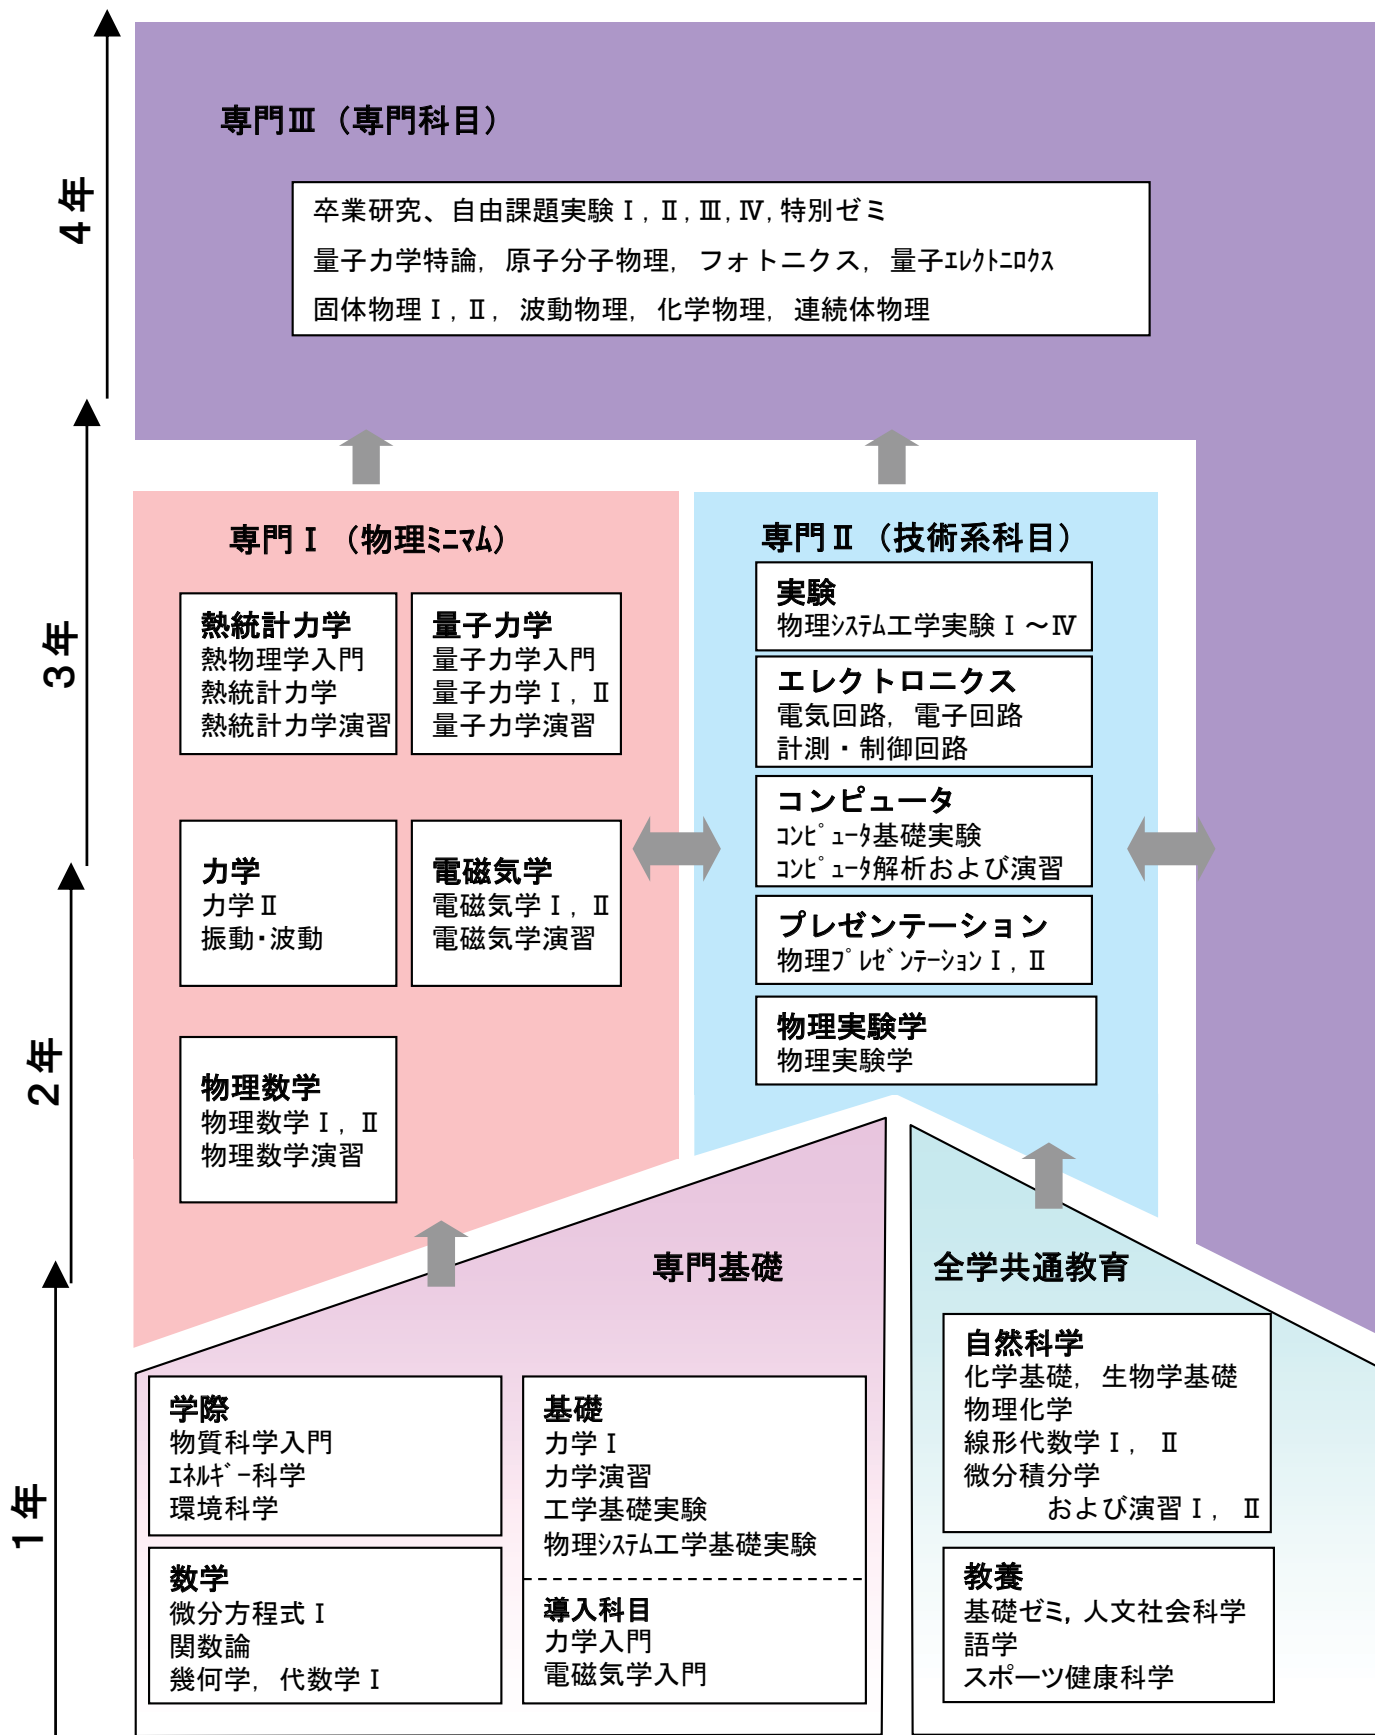 4年
専門Ⅲ（専門科目）
卒業研究、自由課題実験Ⅰ, Ⅱ, Ⅲ, Ⅳ, 特別ゼミ
量子力学特論, 原子分子物理, フォトニクス, 量子ｴﾚｸﾄﾆﾛｸｽ
固体物理Ⅰ, Ⅱ, 波動物理, 化学物理, 連続体物理
3年
専門Ⅰ（物理ﾐﾆﾏﾑ）
熱統計力学
熱物理学入門
熱統計力学
熱統計力学演習
量子力学
量子力学入門
量子力学Ⅰ, Ⅱ
量子力学演習
力学
力学Ⅱ
振動・波動
電磁気学
電磁気学Ⅰ, Ⅱ
電磁気学演習
2年
物理数学
物理数学Ⅰ, Ⅱ
物理数学演習
専門Ⅱ（技術系科目）
実験
物理ｼｽﾃﾑ工学実験Ⅰ～Ⅳ
エレクトロニクス
電気回路, 電子回路
計測・制御回路
コンピュータ
ｺﾝﾋﾟｭｰﾀ基礎実験
ｺﾝﾋﾟｭｰﾀ解析および演習
プレゼンテーション
物理ﾌﾟﾚｾﾞﾝﾃｰｼｮﾝⅠ, Ⅱ
物理実験学
物理実験学
1年
専門基礎
学際
物質科学入門
ｴﾈﾙｷﾞｰ科学
環境科学
数学
微分方程式Ⅰ
関数論
幾何学, 代数学Ⅰ
基礎
力学Ⅰ
力学演習
工学基礎実験
物理ｼｽﾃﾑ工学基礎実験
導入科目
力学入門
電磁気学入門
全学共通教育
自然科学
化学基礎, 生物学基礎
物理化学
線形代数学Ⅰ, Ⅱ
微分積分学
および演習Ⅰ, Ⅱ
教養
基礎ゼミ, 人文社会科学
語学
スポーツ健康科学